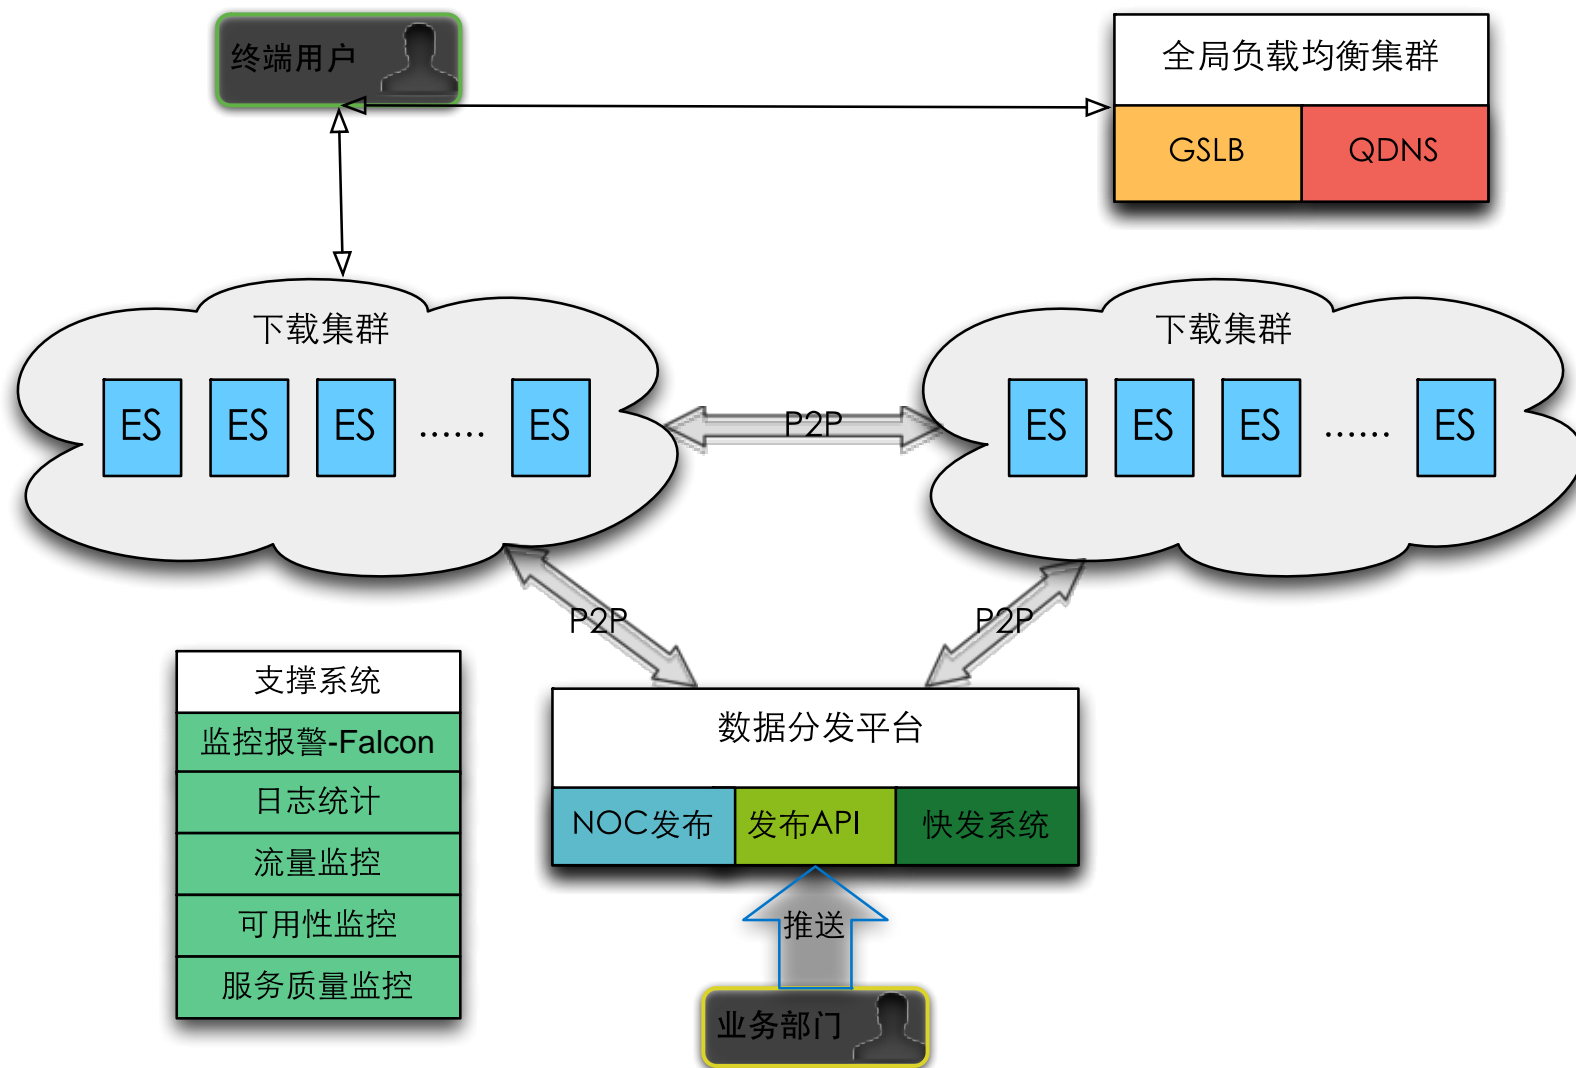 终端用户
全局负载均衡集群
GSLB
QDNS
下载集群
ES
ES
ES
......
ES
P2P
下载集群
ES
ES
ES
......
ES
P2P
P2P
支撑系统
监控报警-Falcon
日志统计
流量监控
可用性监控
服务质量监控
数据分发平台
NOC发布
发布API
快发系统
推送
业务部门